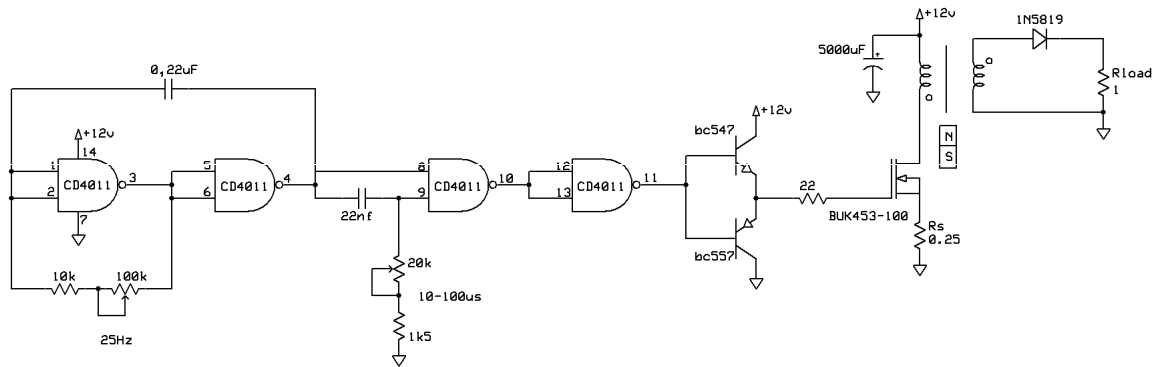 +12v
1N5819
5000uF
+
Rload
1
0,22uF
+12v
14
1
2
CD4011
3
7
5
6
CD4011
4
8
9
CD4011
10
12
13
CD4011
11
22nf
bc547
+12v
bc557
22
BUK453-100
N
S
Rs
0.25
10k
100k
25Hz
20k
10-100us
1k5